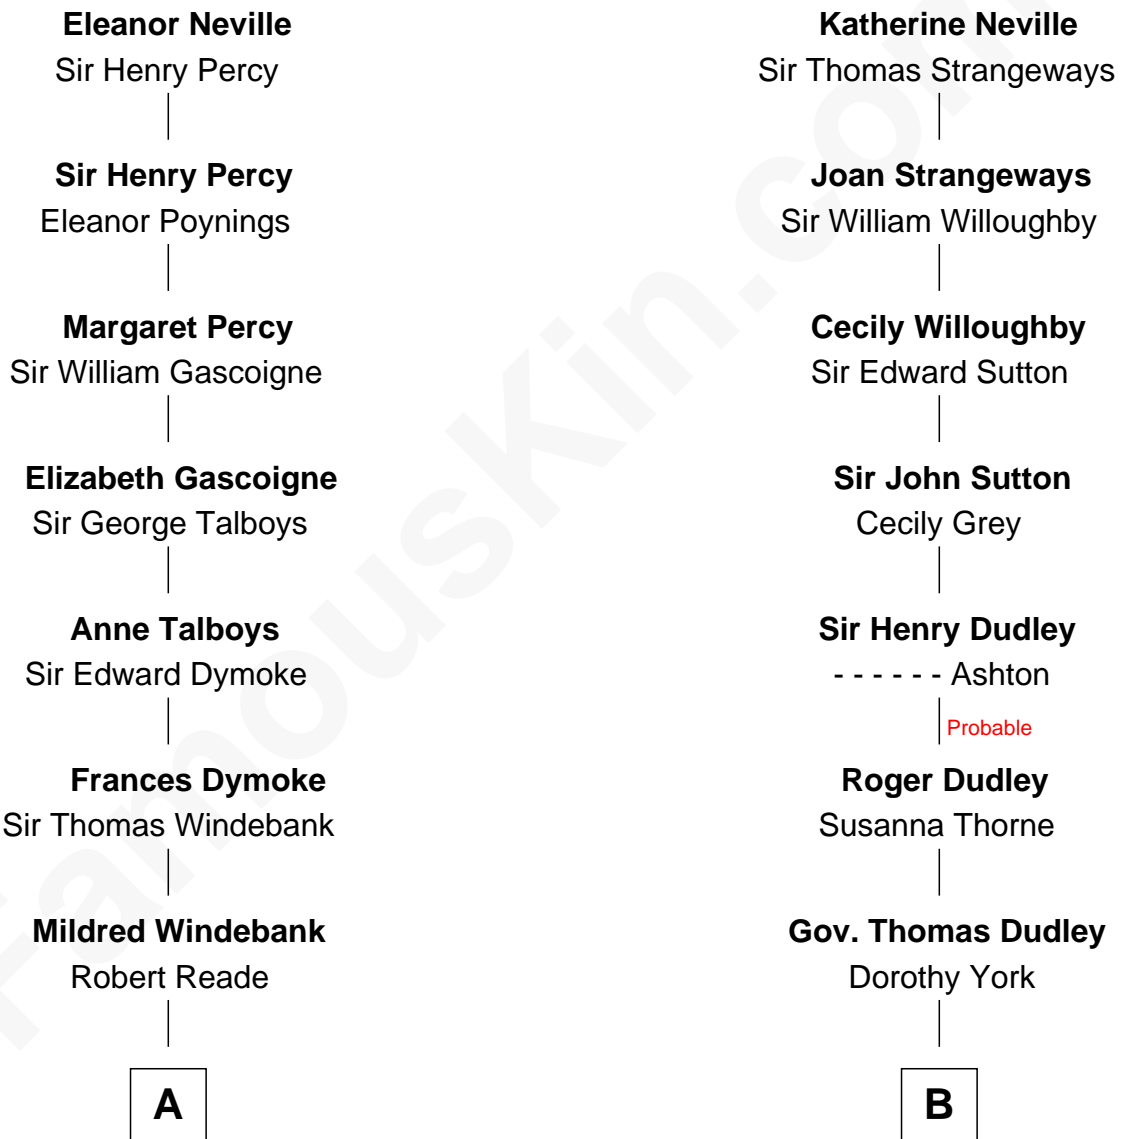 Eleanor Neville
Sir Henry Percy
Sir Henry Percy
Eleanor Poynings
Margaret Percy
Sir William Gascoigne
Elizabeth Gascoigne
Sir George Talboys
Anne Talboys
Sir Edward Dymoke
Frances Dymoke
Sir Thomas Windebank
Mildred Windebank
Robert Reade
A
Katherine Neville
Sir Thomas Strangeways
Joan Strangeways
Sir William Willoughby
Cecily Willoughby
Sir Edward Sutton
Sir John Sutton
Cecily Grey
Sir Henry Dudley
- - - - - - Ashton
Probable
Roger Dudley
Susanna Thorne
Gov. Thomas Dudley
Dorothy York
B
FamousKin.com